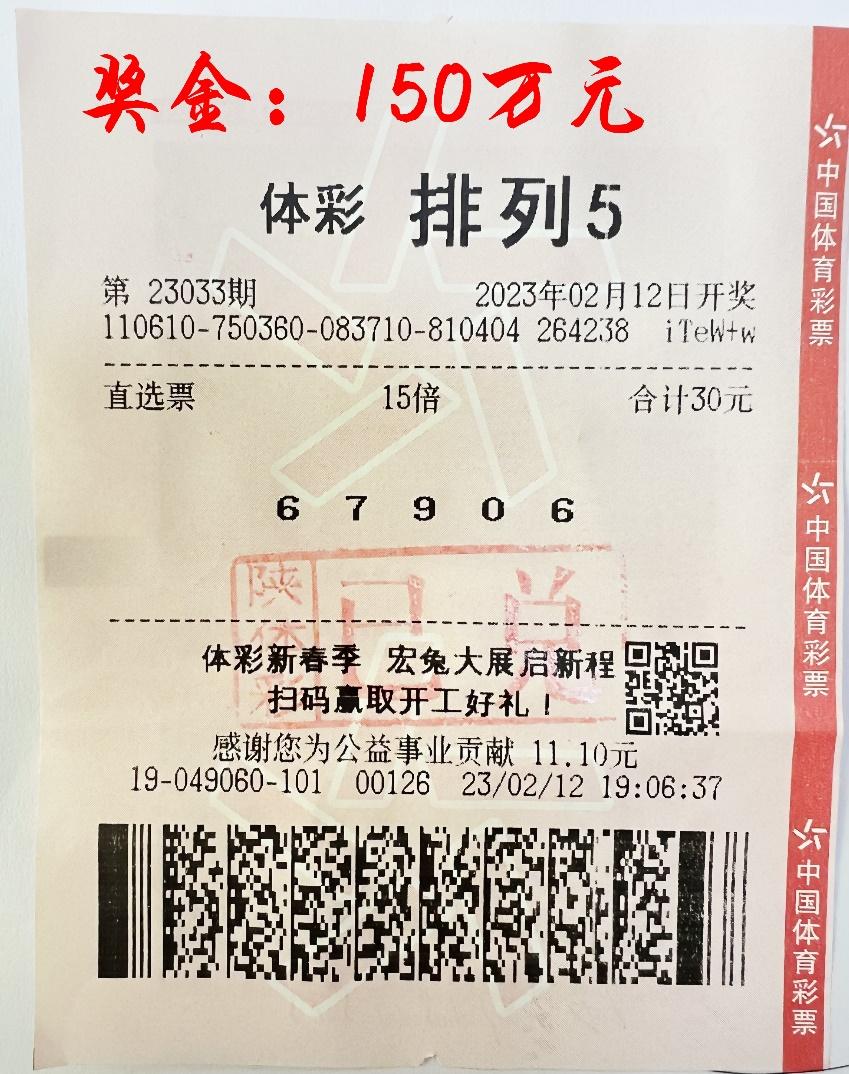 奖金：150万元
体彩 排列5
第 23033期 2023年02月12日开奖
110610-750360-083710-810404 264238 iTeW+w
直选票 15倍 合计30元
6 7 9 0 6
陕体彩 已兑
体彩新春季 宏兔大展启新程
扫码赢取开工好礼！
感谢您为公益事业贡献 11.10元
19-049060-101 00126 23/02/12 19:06:37
中国体育彩票
中国体育彩票
中国体育彩票